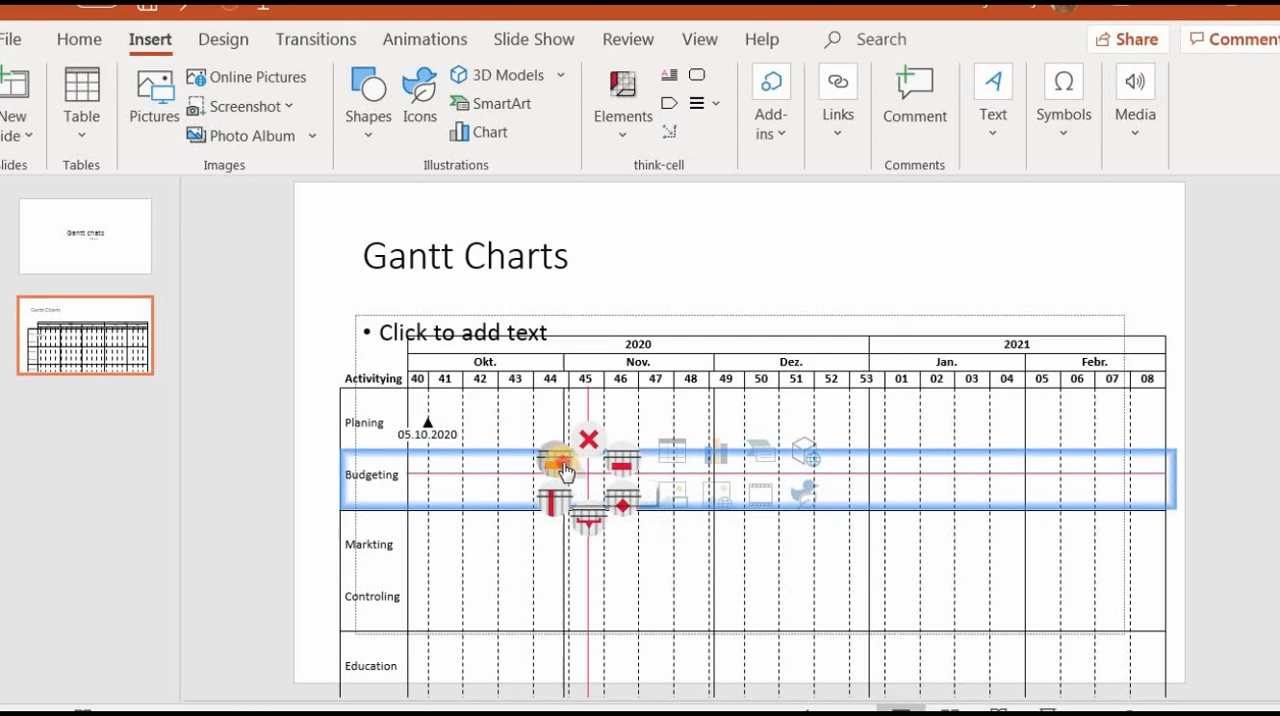 File Home Insert Design Transitions Animations Slide Show Review View Help Search Share Comment
New
Table
Pictures
Online Pictures
Screenshot
Photo Album
Shapes
Icons
3D Models
SmartArt
Chart
Elements
Add-
ins
Links
Comment
Text
Symbols
Media
Tables Images Illustrations think-cell Comments
Gantt chats
Gantt Charts
Gantt Charts
• Click to add text
2020 2021
Okt. Nov. Dez. Jan. Febr.
Activitying 40 41 42 43 44 45 46 47 48 49 50 51 52 53 01 02 03 04 05 06 07 08
Planing
05.10.2020
Budgeting
Markting
Controling
Education